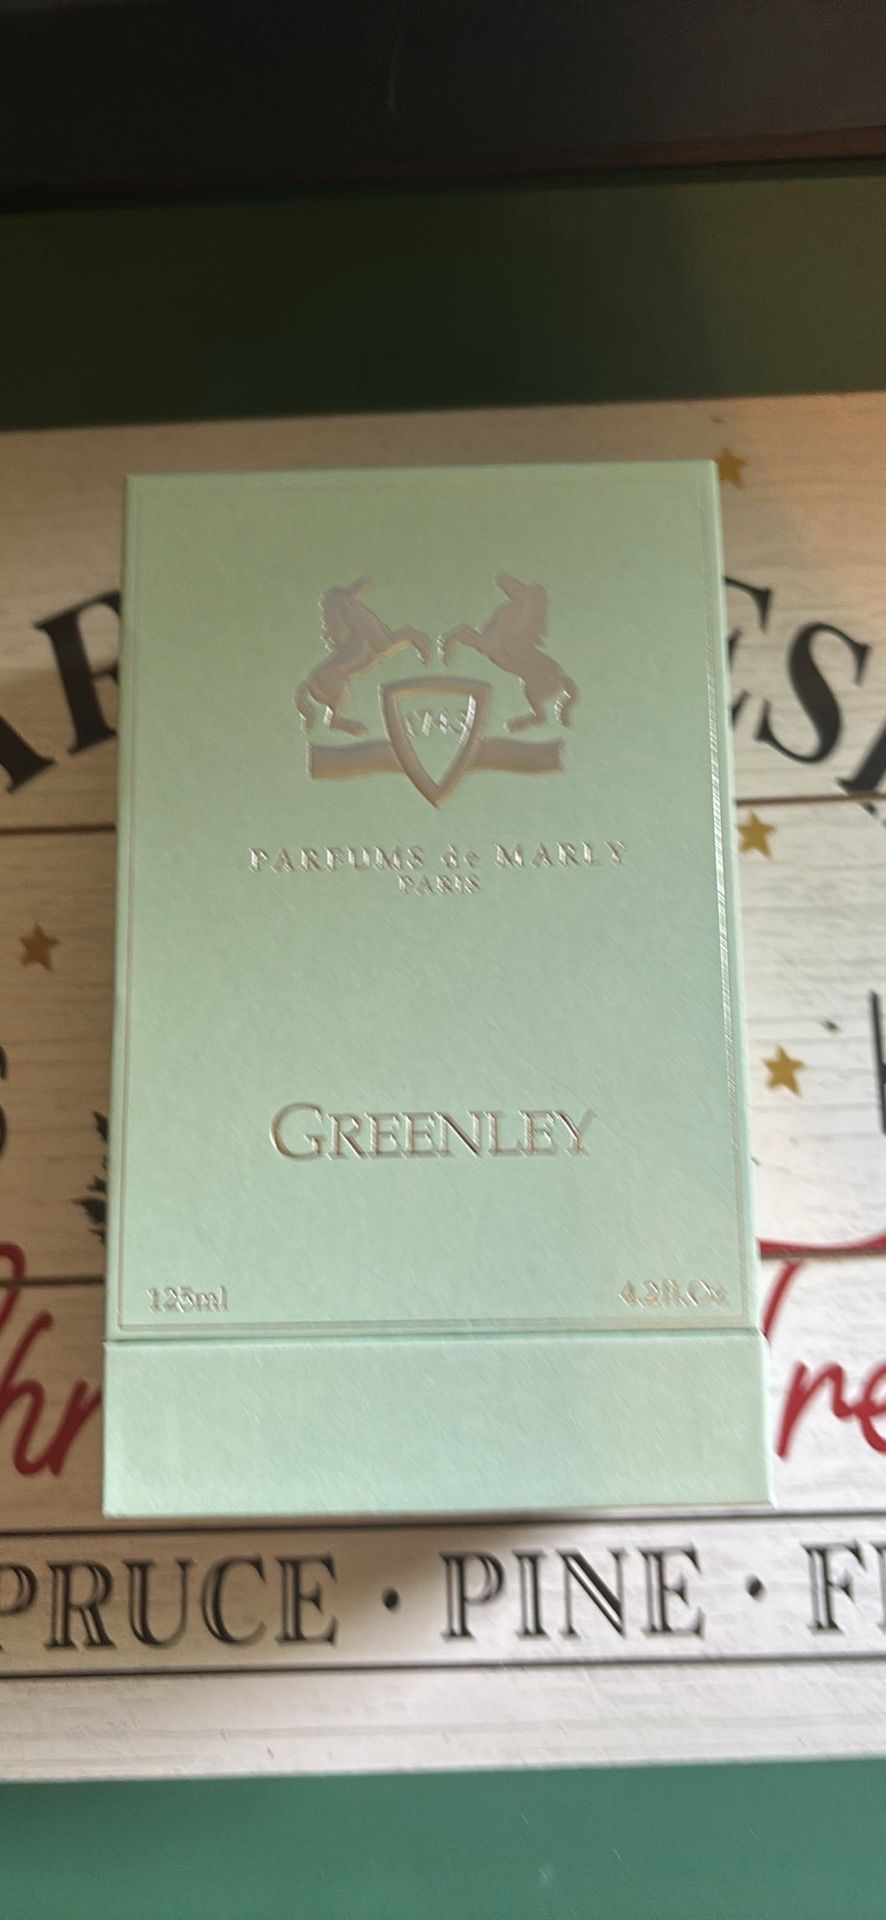 1743
PARFUMS de MARLY
PARIS
GREENLEY
125ml
4.2fl.Oz
PRUCE • PINE • F